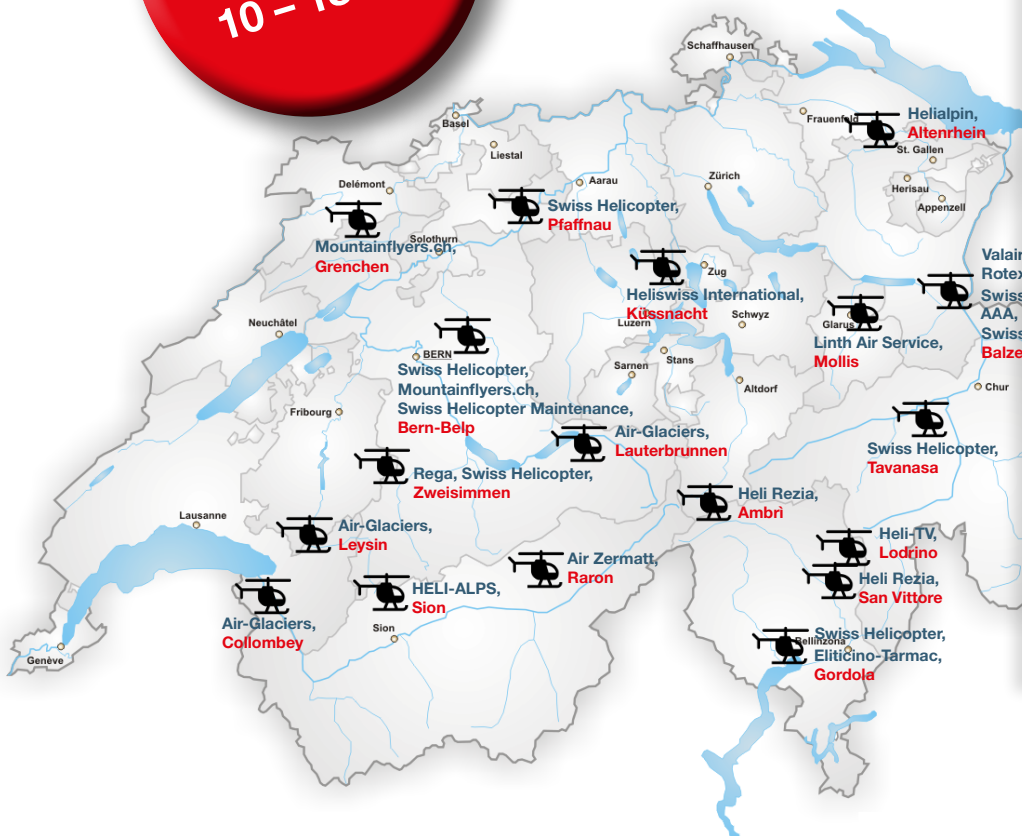 10 –
Schaffhausen
Basel
Frauenfeld
Helialpin,
Altenrhein
Liestal
St. Gallen
Delémont
Aarau
Zürich
Herisau
Appenzell
Swiss Helicopter,
Pfaffnau
Solothurn
Mountainflyers.ch,
Grenchen
Zug
Heliswiss International,
Küssnacht
Luzern
Schwyz
Glarus
Linth Air Service,
Mollis
Swiss
AAA,
Swiss
Neuchâtel
BERN
Swiss Helicopter,
Mountainflyers.ch,
Swiss Helicopter Maintenance,
Bern-Belp
Sarnen
Stans
Altdorf
Chur
Fribourg
Air-Glaciers,
Lauterbrunnen
Swiss Helicopter,
Tavanasa
Rega, Swiss Helicopter,
Zweisimmen
Heli Rezia,
Ambrì
Lausanne
Air-Glaciers,
Leysin
Heli-TV,
Lodrino
Air Zermatt,
Raron
Heli Rezia,
San Vittore
HELI-ALPS,
Sion
Air-Glaciers,
Collombey
Sion
Genève
Bellinzona
Swiss Helicopter,
Eliticino-Tarmac,
Gordola